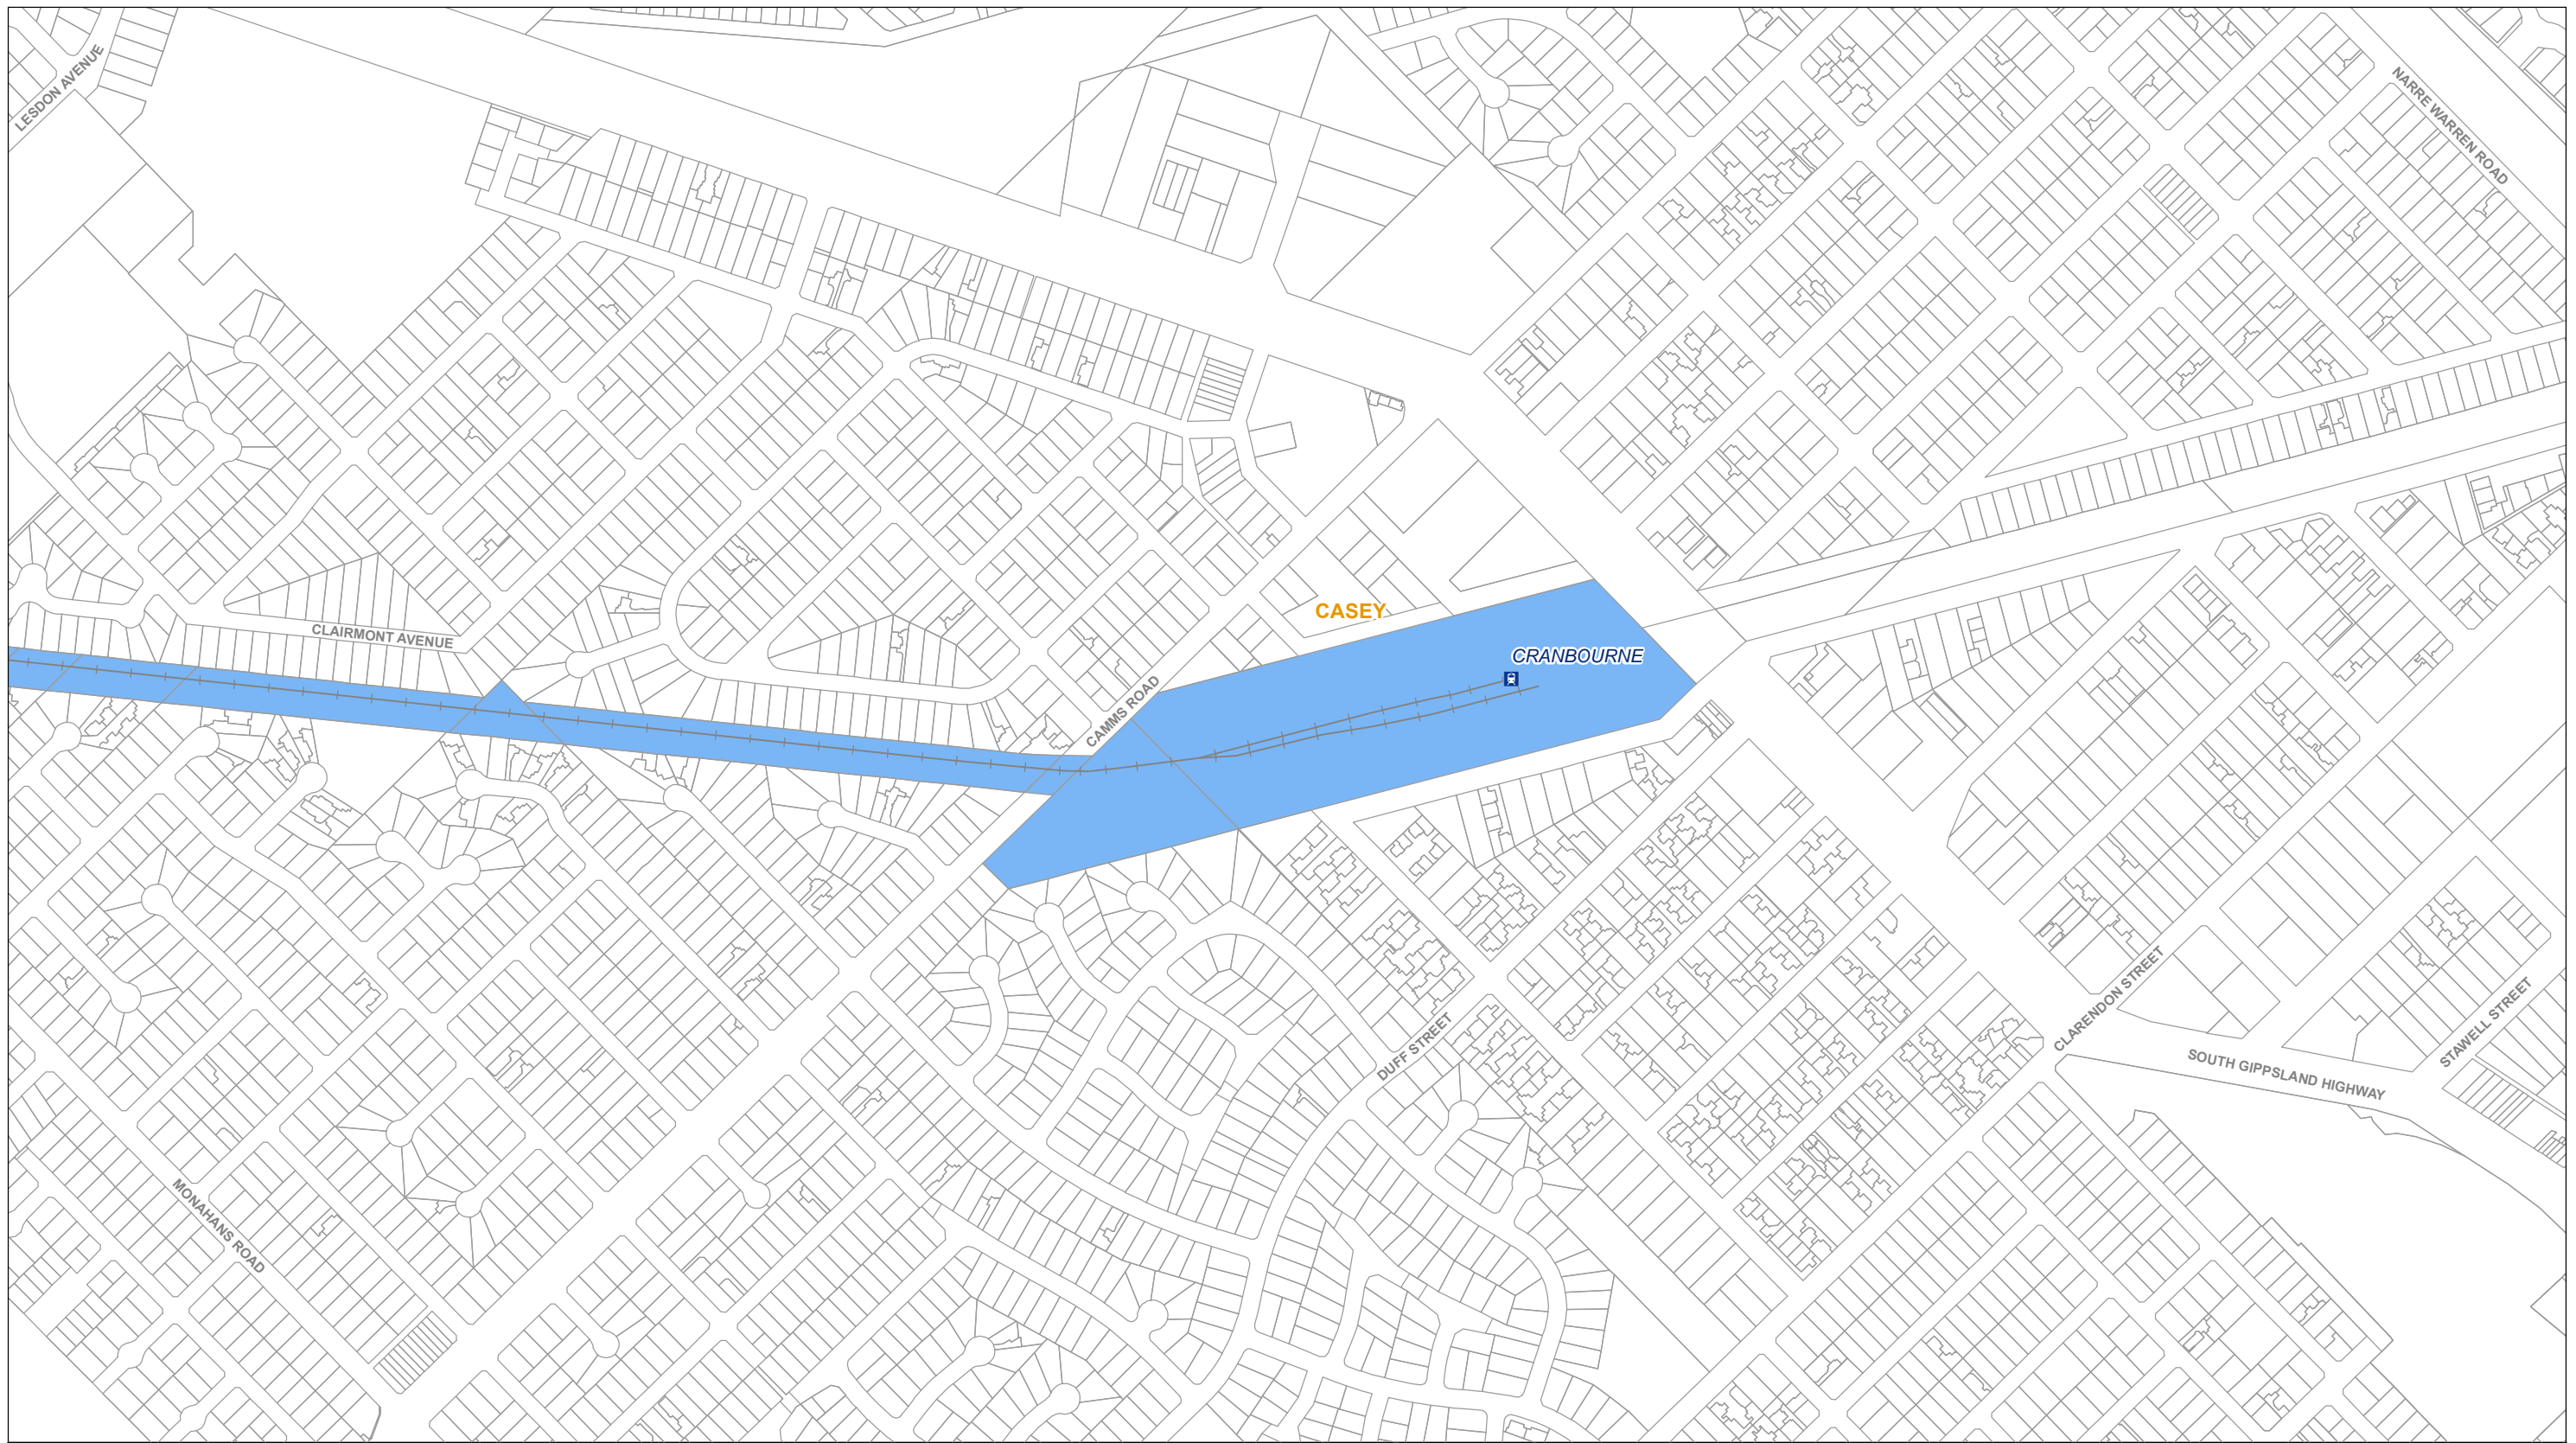 LESDON AVENUE
NARRE WARREN ROAD
CASEY
CLAIRMONT AVENUE
CRANBOURNE
CAMMS ROAD
DUFF STREET
CLARENDON STREET
STAWELL STREET
SOUTH GIPPSLAND HIGHWAY
MONAHANS ROAD